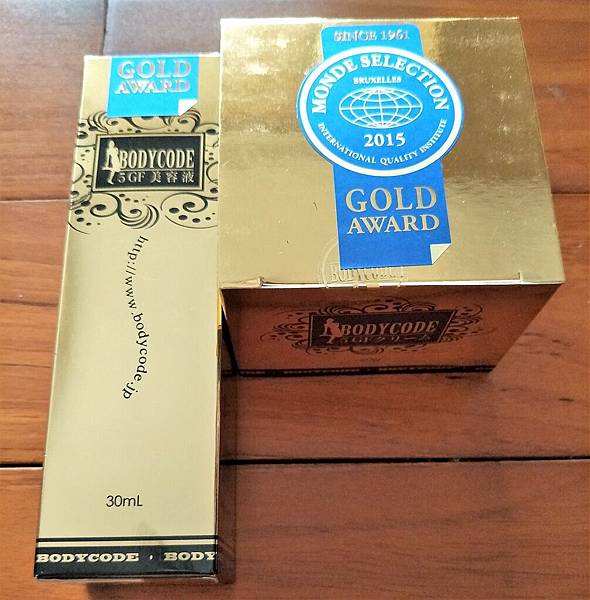 GOLD
AWARD
BODYCODE
5GF美容液
http://www.bodycode.jp
30mL
BODYCODE · BODY
SINCE 1961
MONDE SELECTION
BRUXELLES
2015
INTERNATIONAL QUALITY INSTITUTE
GOLD
AWARD
BODYCODE
BODYCODE
5GFクリーム